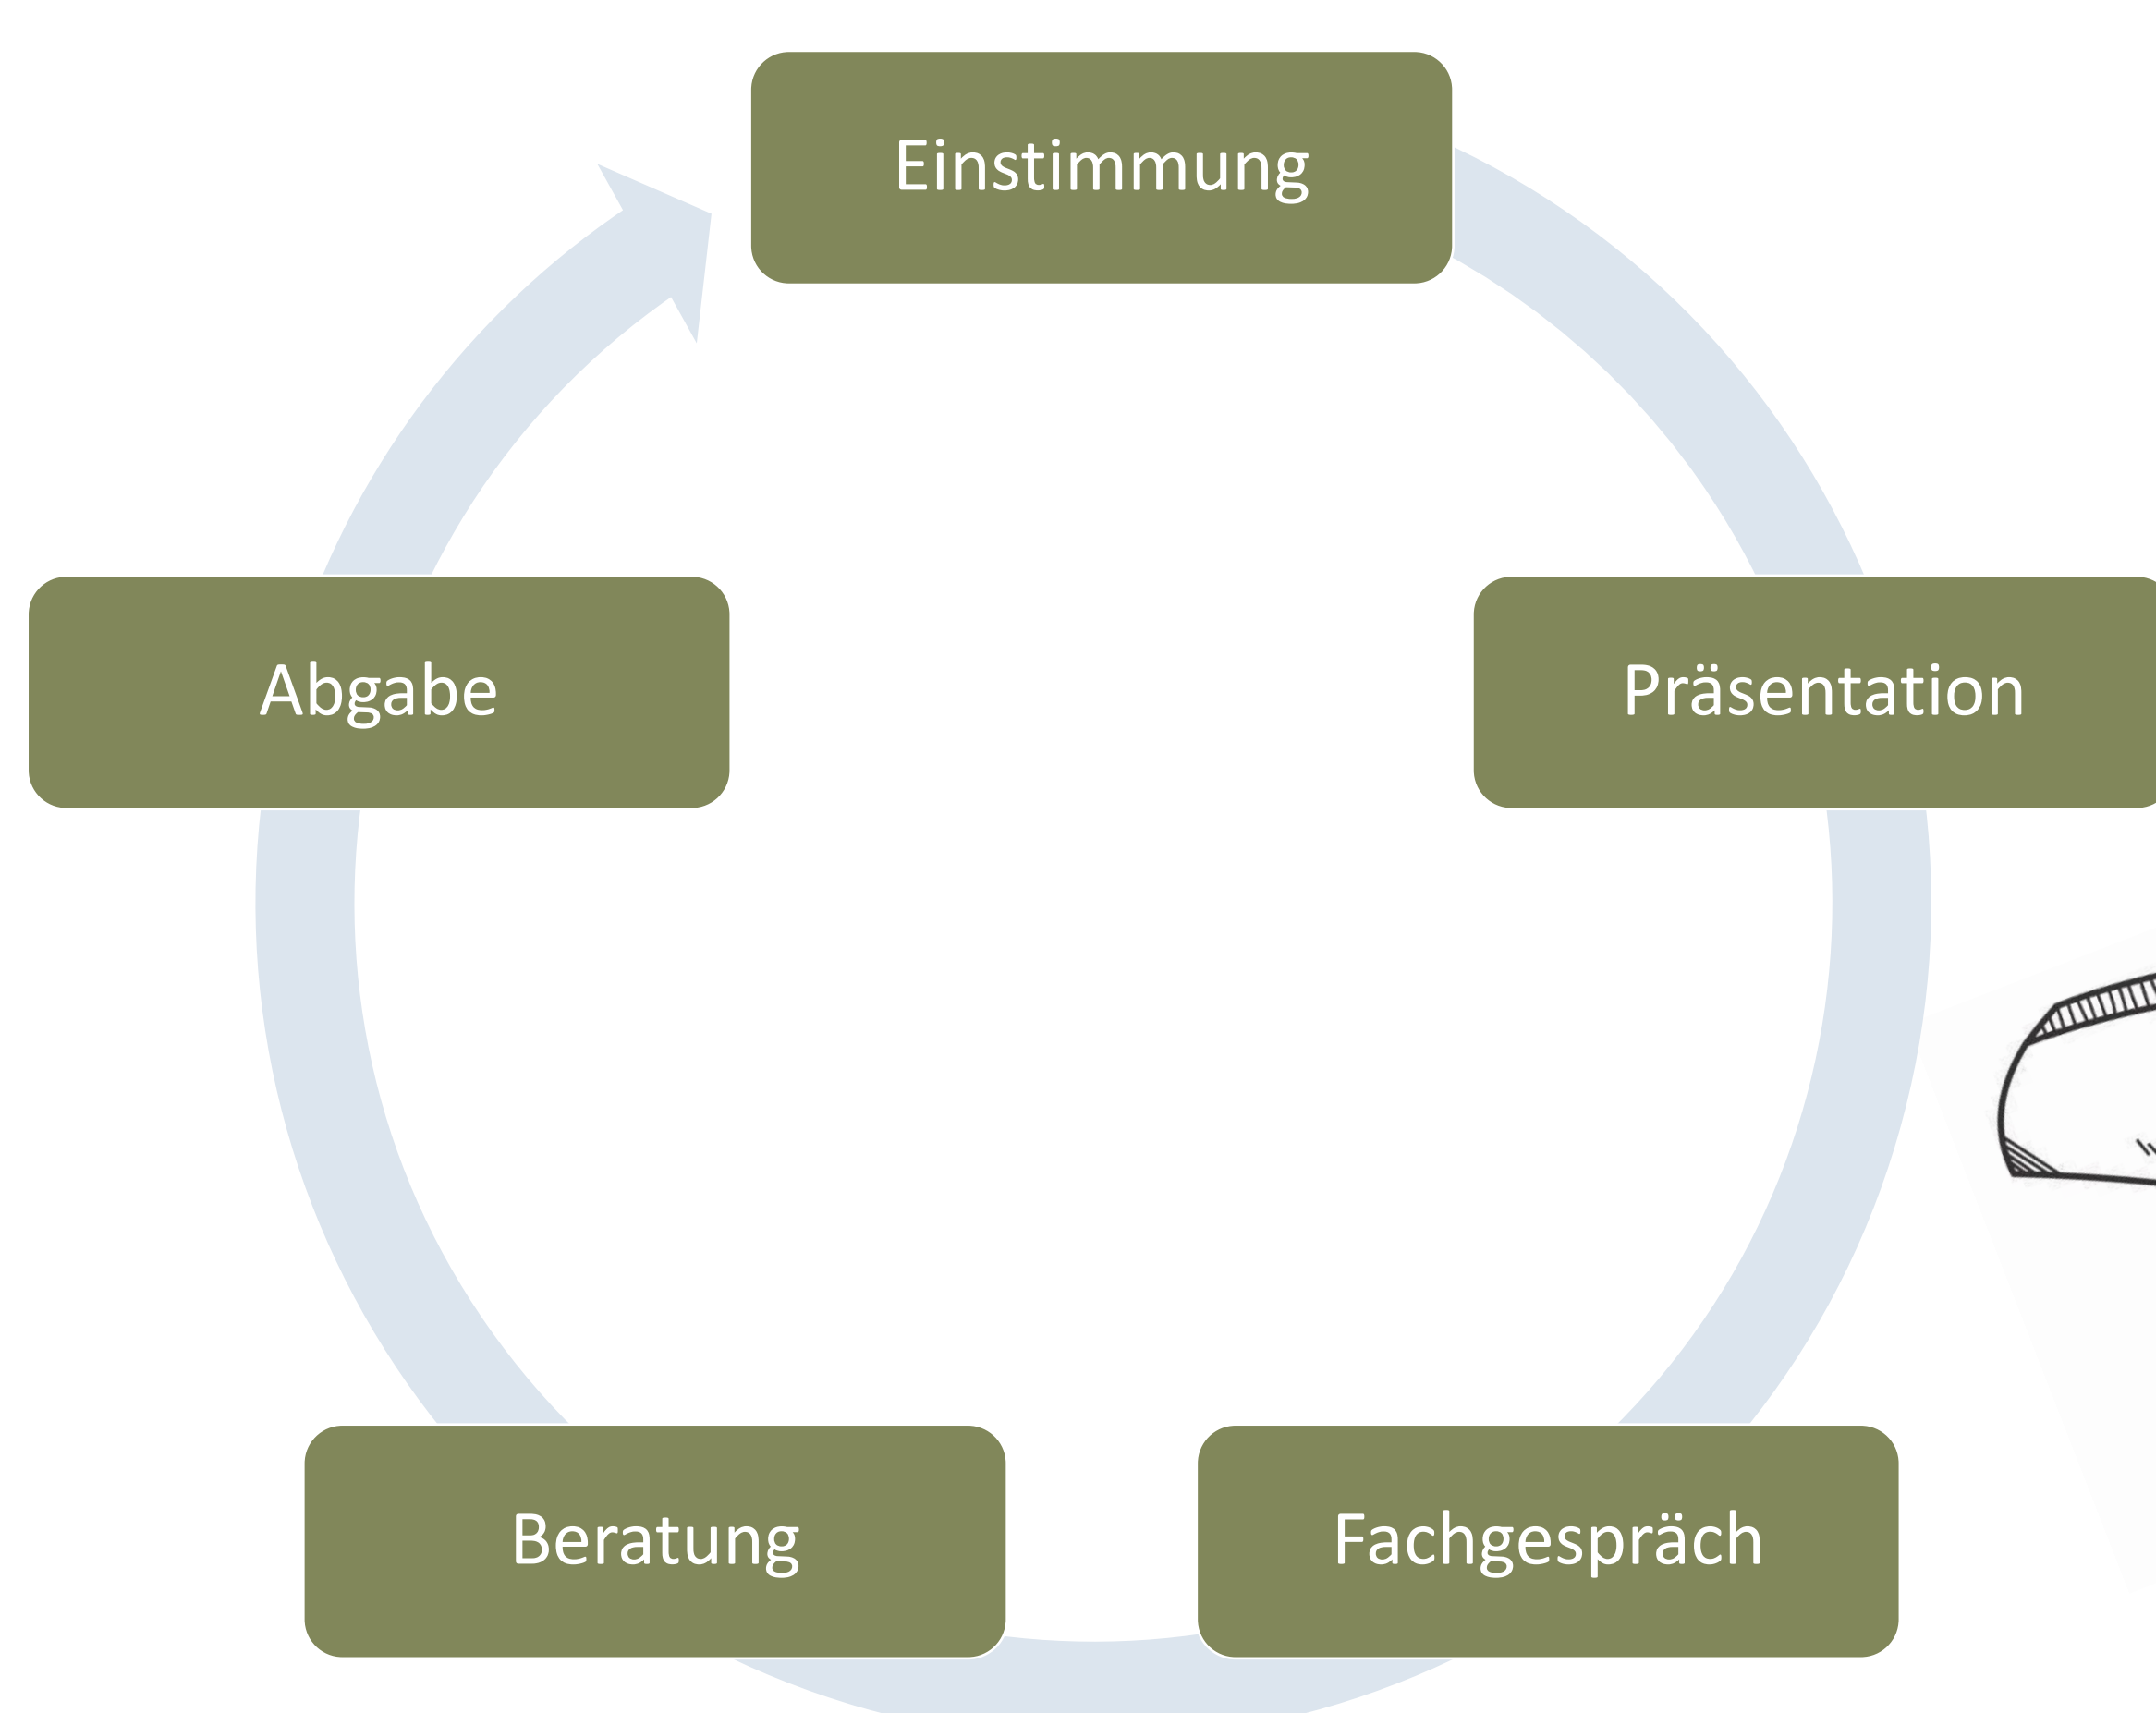 Einstimmung
Präsentation
Fachgespräch
Beratung
Abgabe